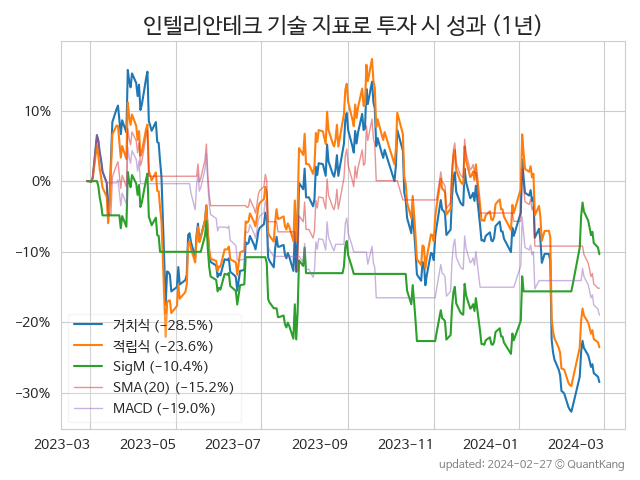 인텔리안테크 기술 지표로 투자 시 성과 (1년)
10%
0%
−10%
−20%
−30%
거치식 (−28.5%)
적립식 (−23.6%)
SigM (−10.4%)
SMA(20) (−15.2%)
MACD (−19.0%)
2023−03 2023−05 2023−07 2023−09 2023−11 2024−01 2024−03
updated: 2024−02−27 © QuantKang